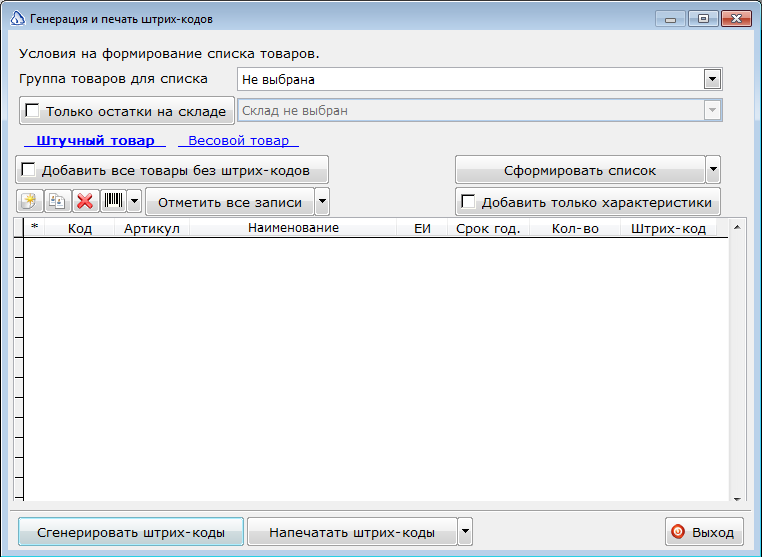 Генерация и печать штрих-кодов
Условия на формирование списка товаров.
Группа товаров для списка Не выбрана
Только остатки на складе Склад не выбран
Штучный товар Весовой товар
Добавить все товары без штрих-кодов Сформировать список
Отметить все записи Добавить только характеристики
* Код Артикул Наименование ЕИ Срок год. Кол-во Штрих-код
Сгенерировать штрих-коды Напечатать штрих-коды Выход